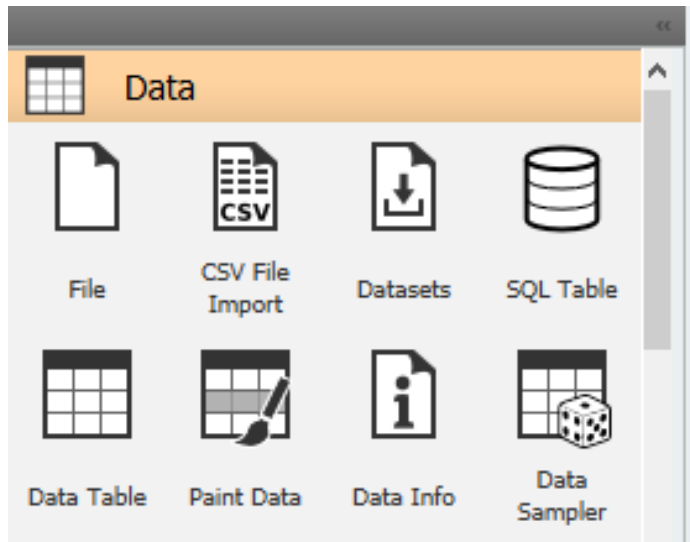 Data
CSV
File
CSV File
Import
Datasets
SQL Table
Data Table
Paint Data
Data Info
Data
Sampler